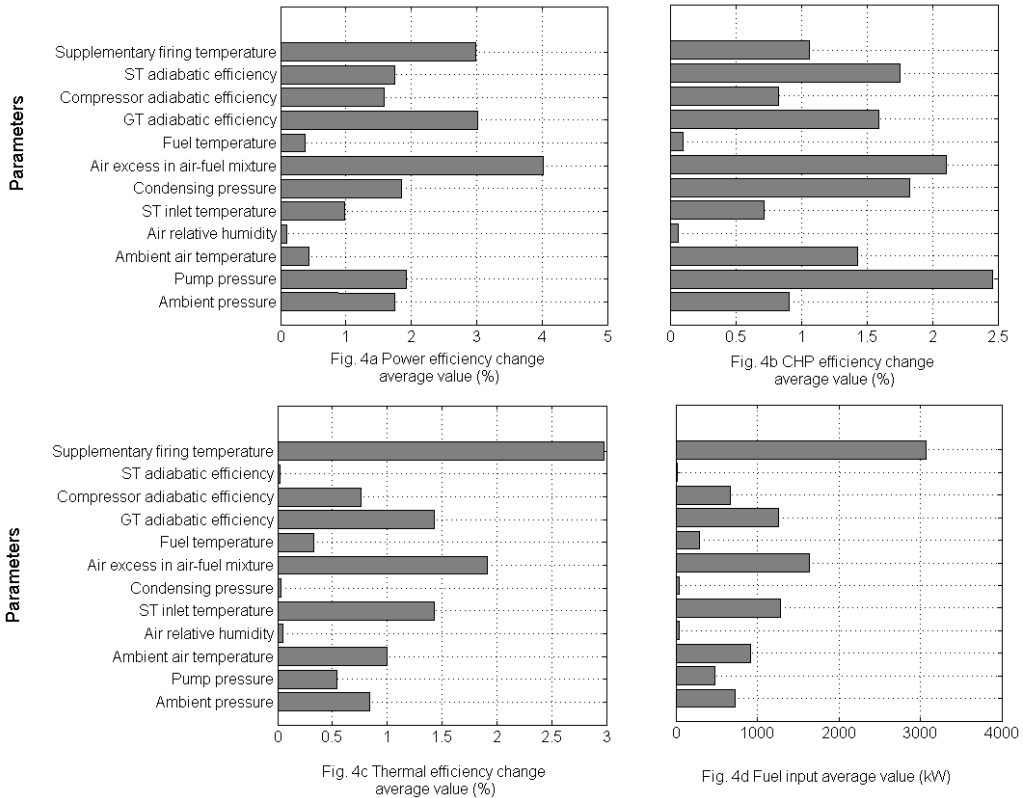 Parameters
Supplementary firing temperature
ST adiabatic efficiency
Compressor adiabatic efficiency
GT adiabatic efficiency
Fuel temperature
Air excess in air-fuel mixture
Condensing pressure
ST inlet temperature
Air relative humidity
Ambient air temperature
Pump pressure
Ambient pressure
0 1 2 3 4 5
Fig. 4a Power efficiency change
average value (%)
0 0.5 1 1.5 2 2.5
Fig. 4b CHP efficiency change
average value (%)
Parameters
Supplementary firing temperature
ST adiabatic efficiency
Compressor adiabatic efficiency
GT adiabatic efficiency
Fuel temperature
Air excess in air-fuel mixture
Condensing pressure
ST inlet temperature
Air relative humidity
Ambient air temperature
Pump pressure
Ambient pressure
0 0.5 1 1.5 2 2.5 3
Fig. 4c Thermal efficiency change
average value (%)
0 1000 2000 3000 4000
Fig. 4d Fuel input average value (kW)